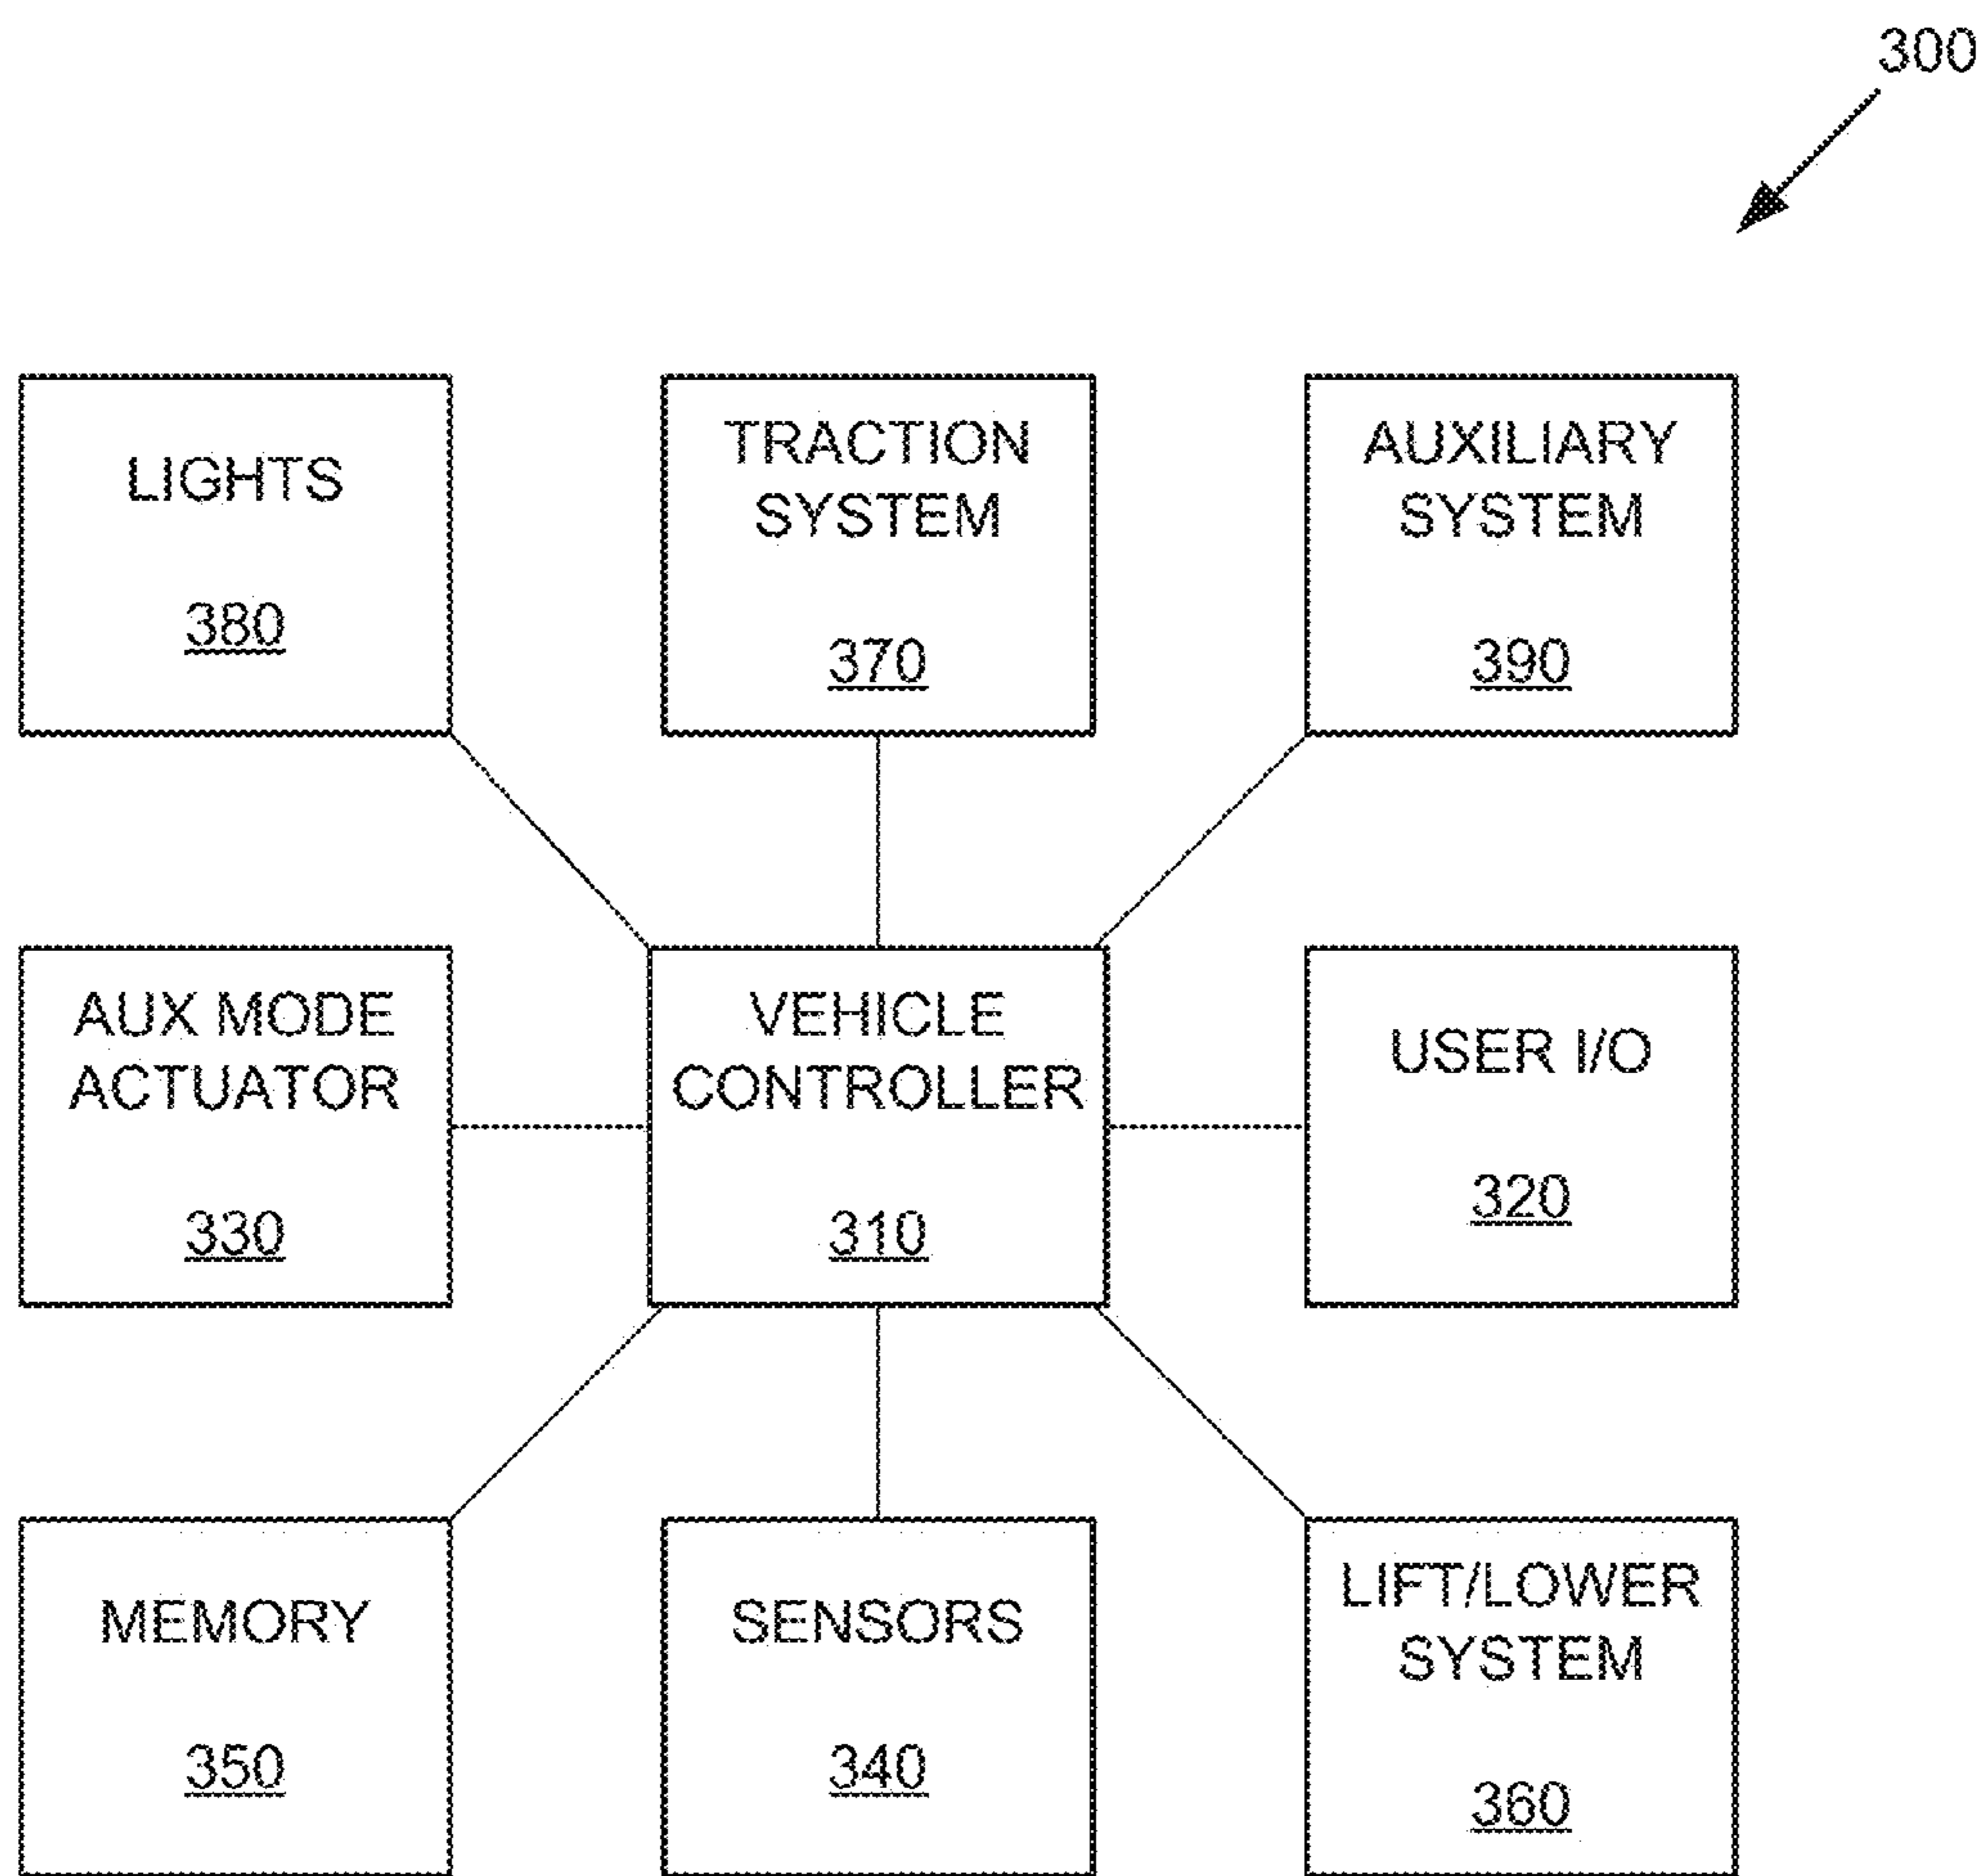 300
LIGHTS
380
TRACTION
SYSTEM
370
AUXILIARY
SYSTEM
390
AUX MODE
ACTUATOR
330
VEHICLE
CONTROLLER
310
USER I/O
320
MEMORY
350
SENSORS
340
LIFT/LOWER
SYSTEM
360